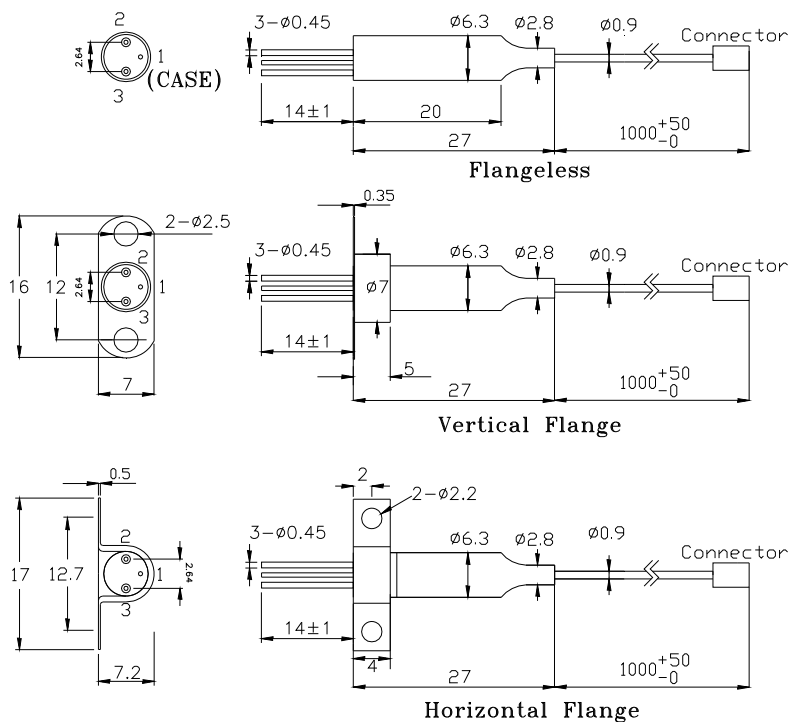 2
3-ø0.45
ø6.3
ø2.8
ø0.9
Connector
2.64
1
(CASE)
3
14±1
20
27
1000+50-0
Flangeless
0.35
2-ø2.5
3-ø0.45
ø6.3
ø2.8
ø0.9
Connector
16
12
2.64
2
1
3
ø7
14±1
5
7
27
1000+50-0
Vertical Flange
0.5
2
2-ø2.2
3-ø0.45
ø6.3
ø2.8
ø0.9
Connector
17
12.7
2
1
2.64
3
14±1
4
7.2
27
1000+50-0
Horizontal Flange